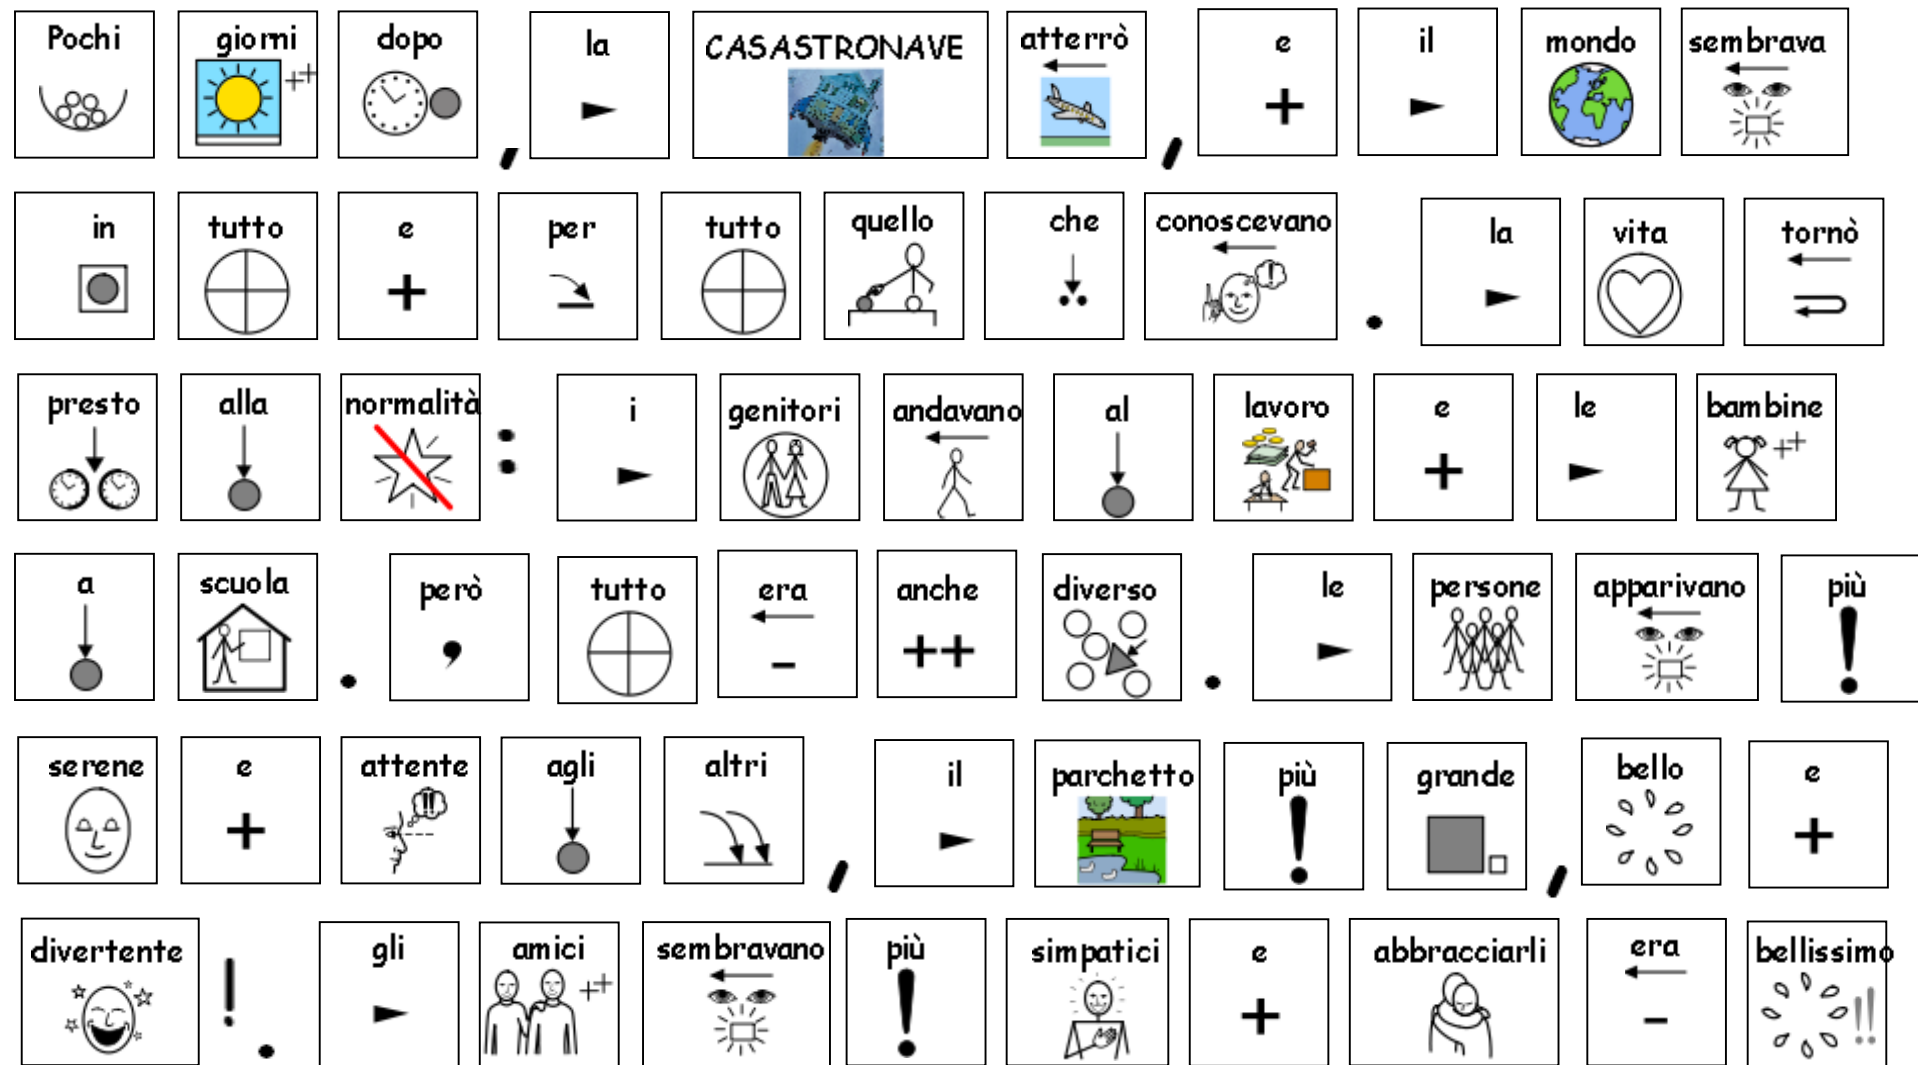 Pochi giorni dopo, la CASASTRONAVE atterrò, e il mondo sembrava
in tutto e per tutto quello che conoscevano. la vita tornò
presto alla normalità: i genitori andavano al lavoro e le bambine
a scuola. però tutto era anche diverso. le persone apparivano più
serene e attente agli altri, il parchetto più grande, bello e
divertente!. gli amici sembravano più simpatici e abbracciarli era bellissimo